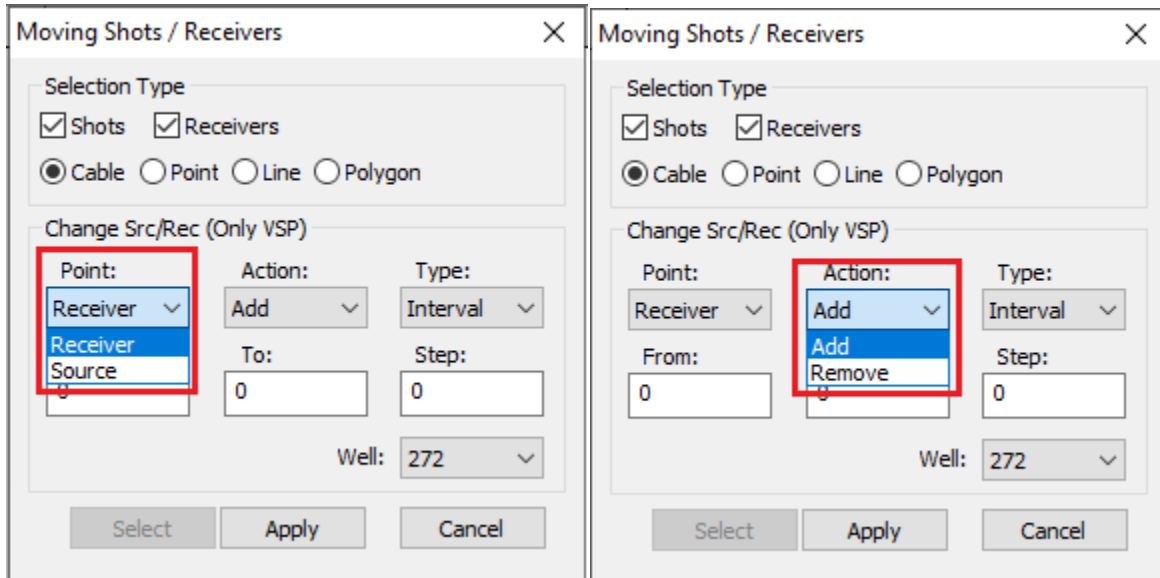 Moving Shots / Receivers
Selection Type
Shots Receivers
Cable Point Line Polygon
Change Src/Rec (Only VSP)
Point: Action: Type:
Receiver Add Interval
Receiver
Source
To: Step:
0 0 0
Well: 272
Select Apply Cancel
Moving Shots / Receivers
Selection Type
Shots Receivers
Cable Point Line Polygon
Change Src/Rec (Only VSP)
Point: Action: Type:
Receiver Add Interval
Add
Remove
From: Step:
0 0 0
Well: 272
Select Apply Cancel